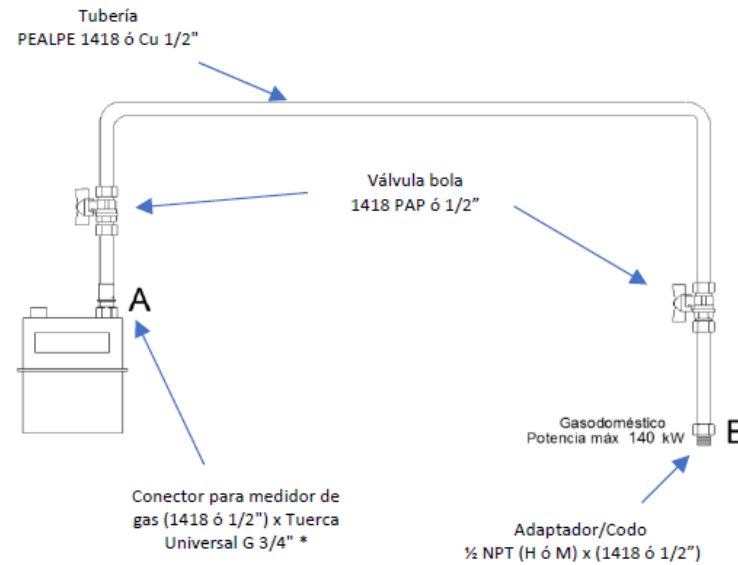 Tubería
PEALPE 1418 ó Cu 1/2"
Válvula bola
1418 PAP ó 1/2”
A
Gasodoméstico
Potencia máx 140 kW
Conector para medidor de
gas (1418 ó 1/2") x Tuerca
Universal G 3/4" *
Adaptador/Codo
½ NPT (H ó M) x (1418 ó 1/2”)